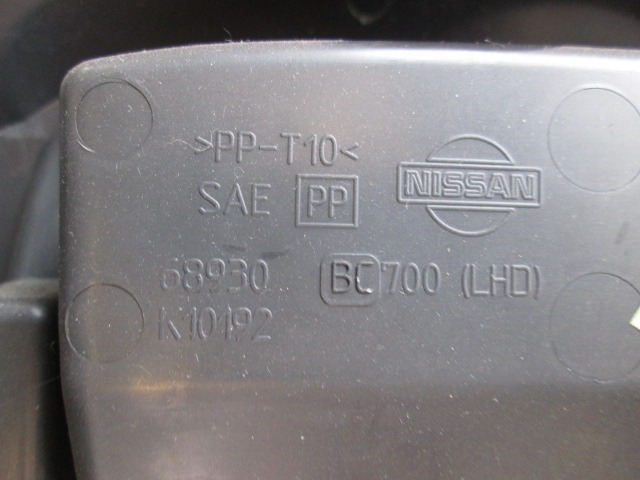 >PP-T10<
SAE PP
NISSAN
68930 BC700 (LHD)
K10192